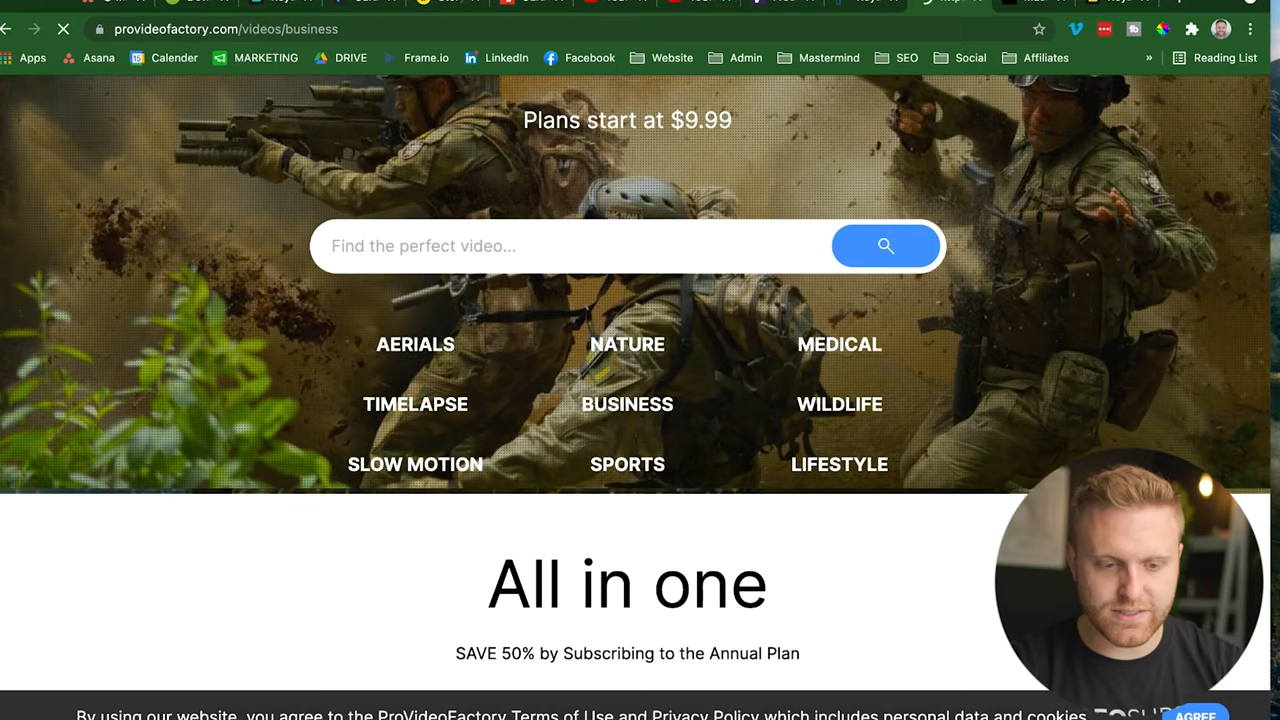 provideofactory.com/videos/business
Apps Asana Calender MARKETING DRIVE Frame.io LinkedIn Facebook Website Admin Mastermind SEO Social Affiliates » Reading List
Plans start at $9.99
Find the perfect video...
AERIALS NATURE MEDICAL
TIMELAPSE BUSINESS WILDLIFE
SLOW MOTION SPORTS LIFESTYLE
All in one
SAVE 50% by Subscribing to the Annual Plan
By using our website, you agree to the ProVideoFactory Terms of Use and Privacy Policy which includes personal data and cookies
AGREE